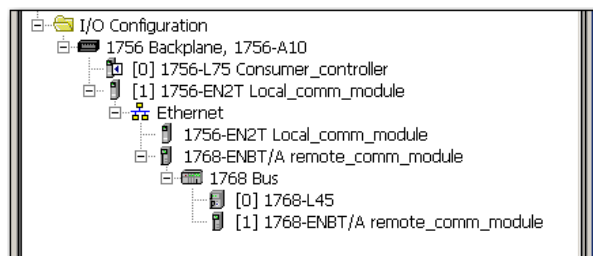 I/O Configuration
1756 Backplane, 1756-A10
[0] 1756-L75 Consumer_controller
[1] 1756-EN2T Local_comm_module
Ethernet
1756-EN2T Local_comm_module
1768-ENBT/A remote_comm_module
1768 Bus
[0] 1768-L45
[1] 1768-ENBT/A remote_comm_module